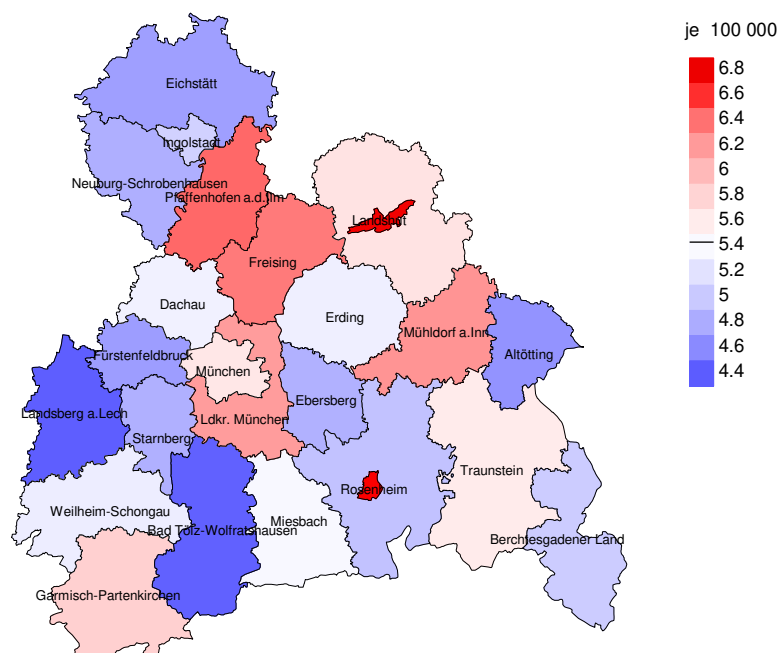 je 100 000
6.8
6.6
6.4
6.2
6
5.8
5.6
5.4
5.2
5
4.8
4.6
4.4
Eichstätt
Ingolstadt
Neuburg-Schrobenhausen
Pfaffenhofen a.d.Ilm
Landshut
Freising
Dachau
Erding
Mühldorf a.Inn
Altötting
Fürstenfeldbruck
München
Ebersberg
Landsberg a.Lech
Ldkr. München
Starnberg
Traunstein
Rosenheim
Weilheim-Schongau
Miesbach
Bad Tölz-Wolfratshausen
Berchtesgadener Land
Garmisch-Partenkirchen